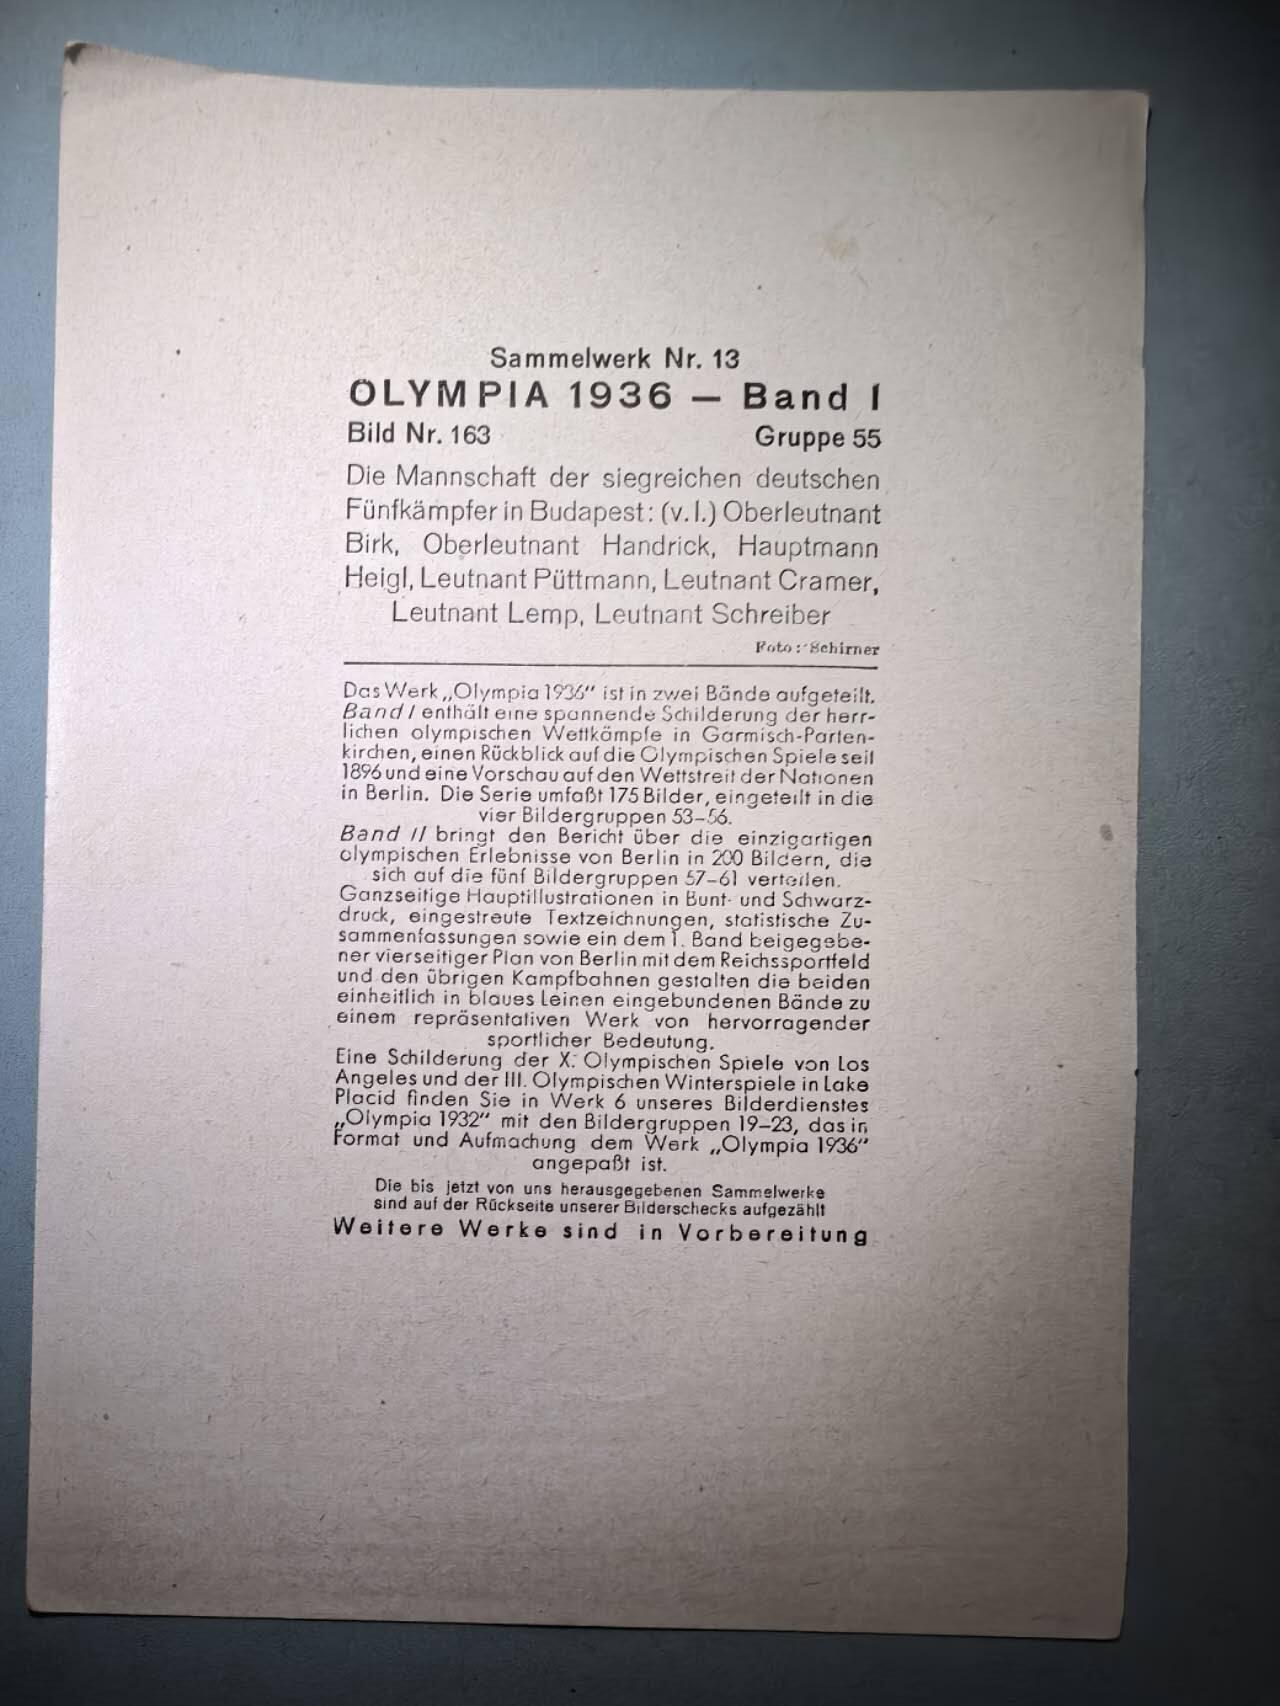 Sammelwerk Nr. 13
OLYMPIA 1936 — Band I
Bild Nr. 163 Gruppe 55
Die Mannschaft der siegreichen deutschen
Fünfkämpfer in Budapest: (v. l.) Oberleutnant
Birk, Oberleutnant Handrick, Hauptmann
Heigl, Leutnant Püttmann, Leutnant Cramer,
Leutnant Lemp, Leutnant Schreiber
Foto: Schirner
Das Werk „Olympia 1936“ ist in zwei Bände aufgeteilt.
Band I enthält eine spannende Schilderung der herr-
lichen olympischen Wettkämpfe in Garmisch-Parten-
kirchen, einen Rückblick auf die Olympischen Spiele seit
1896 und eine Vorschau auf den Wettstreit der Nationen
in Berlin. Die Serie umfaßt 175 Bilder, eingeteilt in die
vier Bildergruppen 53–56.
Band II bringt den Bericht über die einzigartigen
olympischen Erlebnisse von Berlin in 200 Bildern, die
sich auf die fünf Bildergruppen 57–61 verteilen.
Ganzseitige Hauptillustrationen in Bunt- und Schwarz-
druck, eingestreute Textzeichnungen, statistische Zu-
sammenfassungen sowie ein dem I. Band beigegebe-
ner vierseitiger Plan von Berlin mit dem Reichssportfeld
und den übrigen Kampfbahnen gestalten die beiden
einheitlich in blaues Leinen eingebundenen Bände zu
einem repräsentativen Werk von hervorragender
sportlicher Bedeutung.
Eine Schilderung der X. Olympischen Spiele von Los
Angeles und der III. Olympischen Winterspiele in Lake
Placid finden Sie in Werk 6 unseres Bilderdienstes
„Olympia 1932“ mit den Bildergruppen 19–23, das in
Format und Aufmachung dem Werk „Olympia 1936“
angepaßt ist.
Die bis jetzt von uns herausgegebenen Sammelwerke
sind auf der Rückseite unserer Bilderschecks aufgezählt
Weitere Werke sind in Vorbereitung